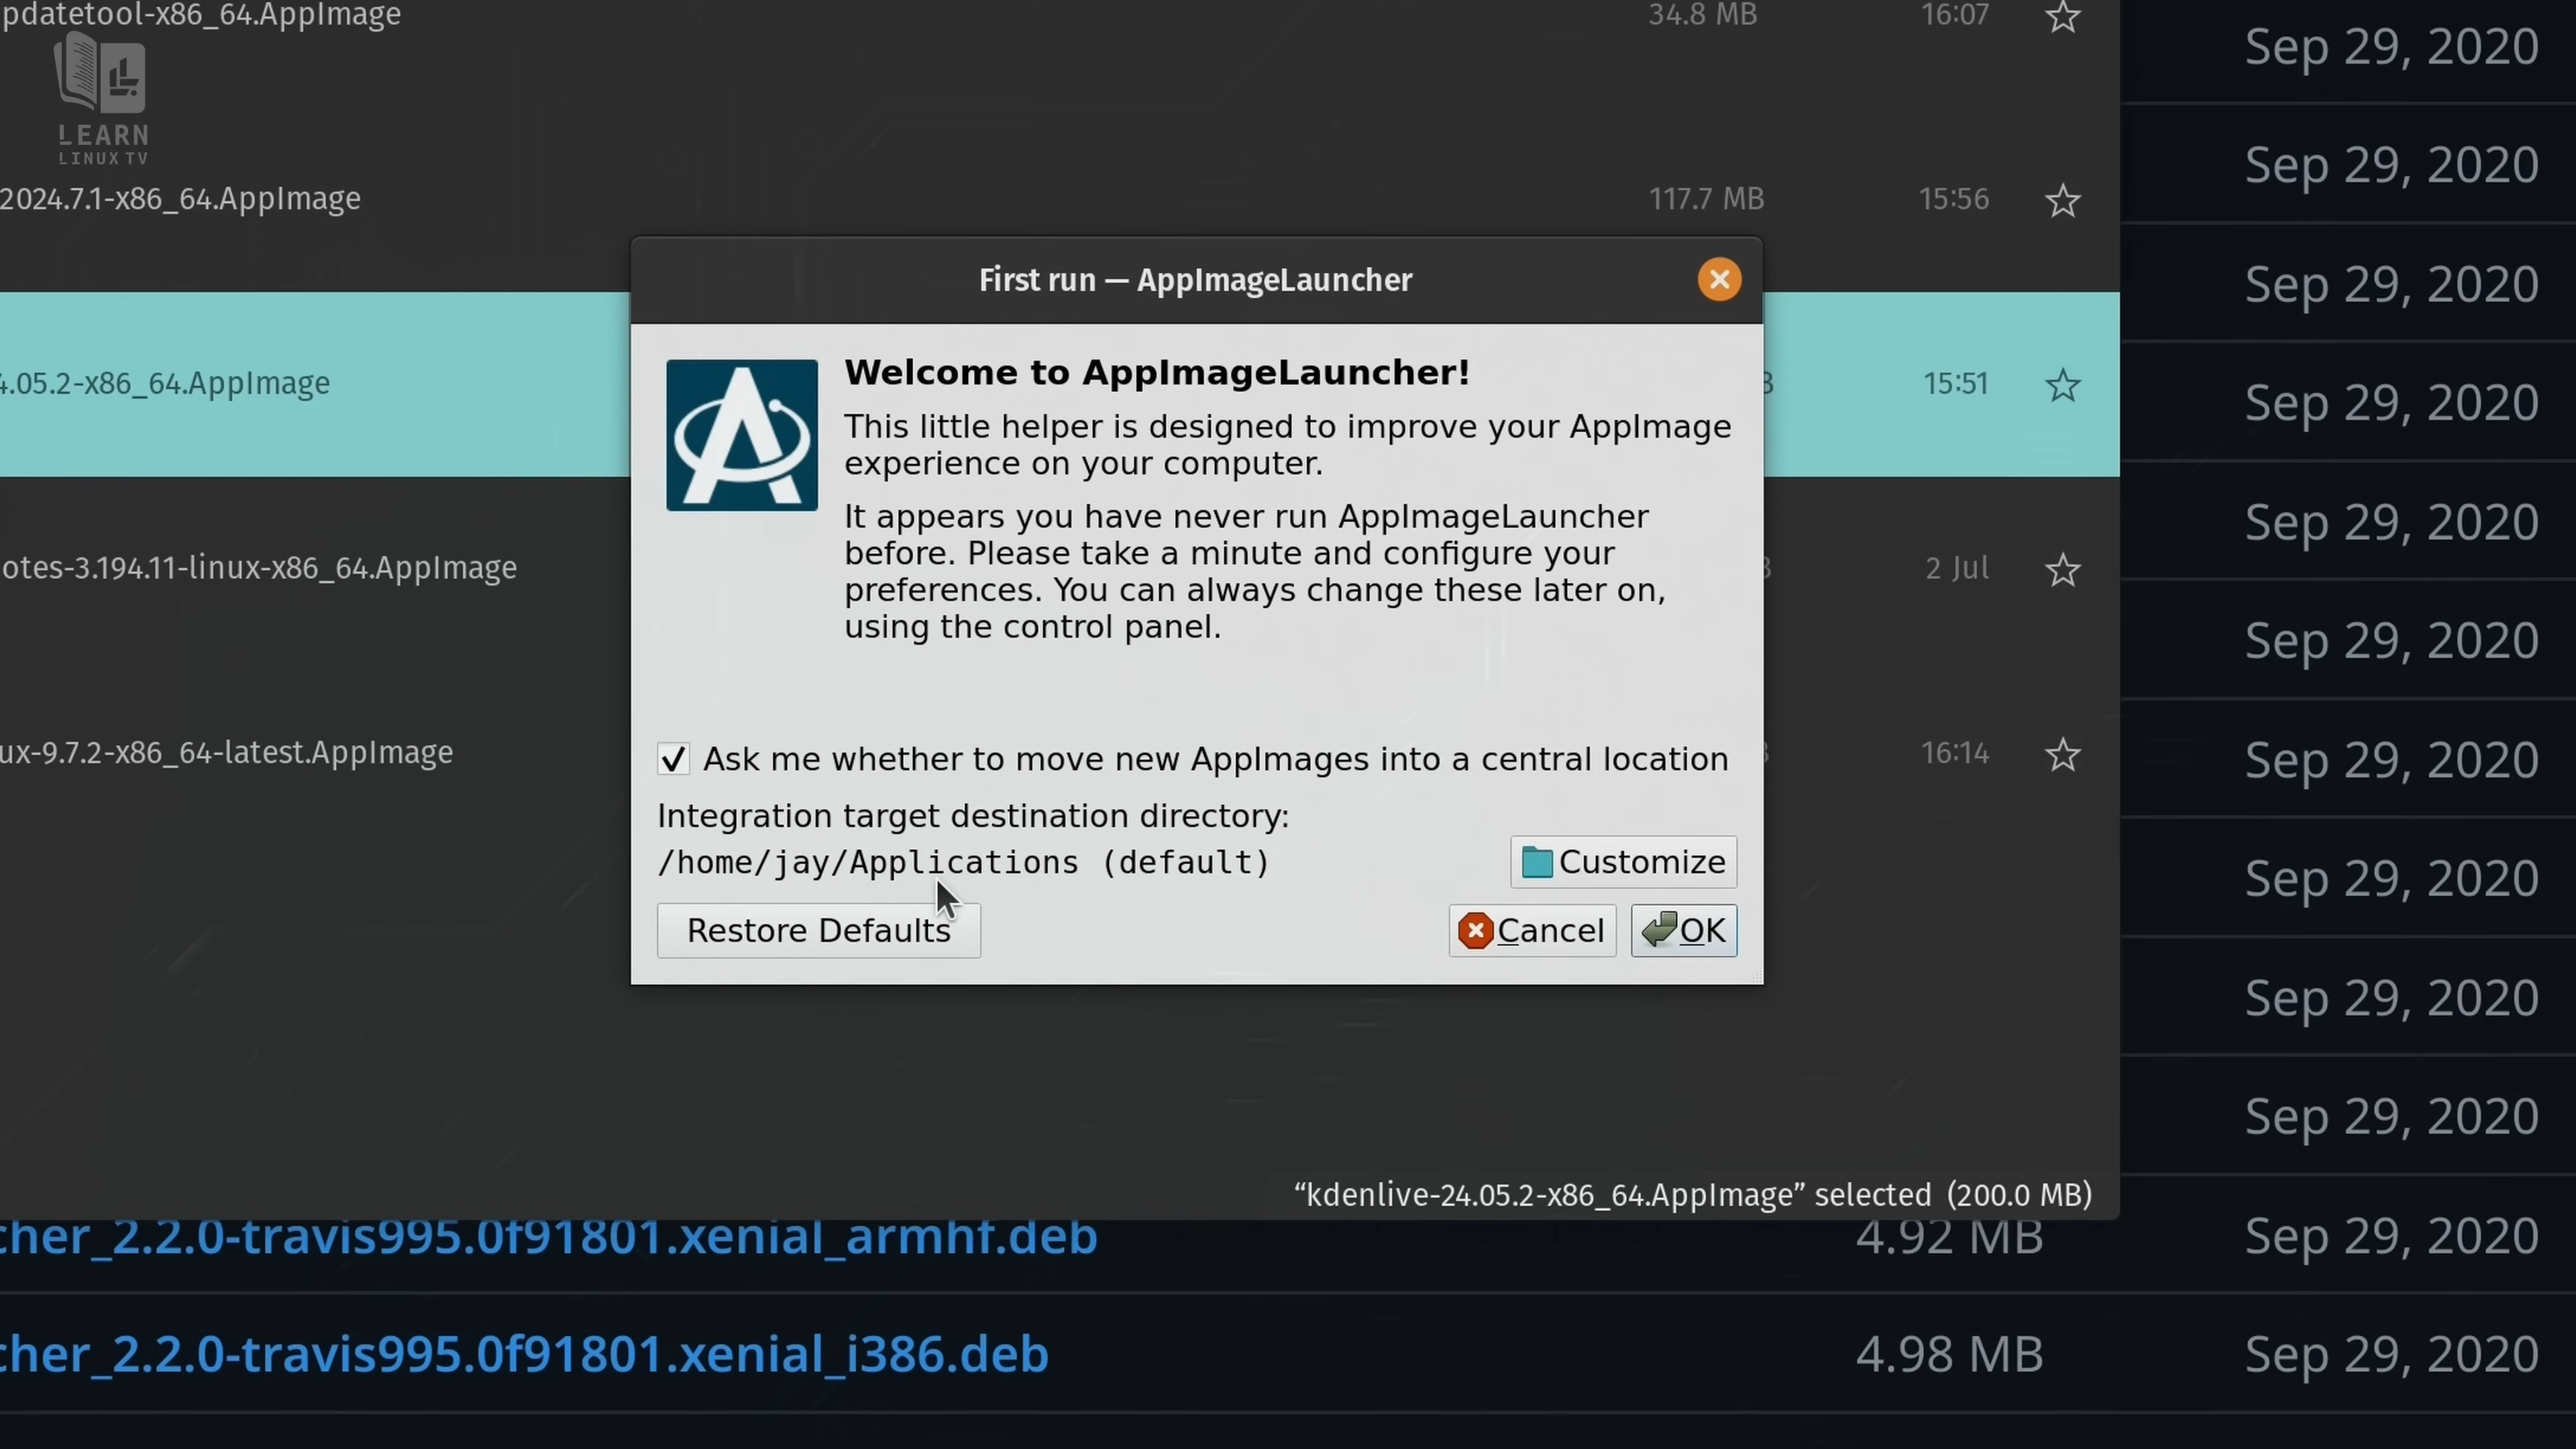 pdatetool-x86_64.AppImage 34.8 MB 16:07
Sep 29, 2020
LEARN
LINUX TV
Sep 29, 2020
2024.7.1-x86_64.AppImage 117.7 MB 15:56
First run — AppImageLauncher
Sep 29, 2020
Welcome to AppImageLauncher!
4.05.2-x86_64.AppImage 15:51
Sep 29, 2020
This little helper is designed to improve your AppImage
experience on your computer.
It appears you have never run AppImageLauncher
Sep 29, 2020
before. Please take a minute and configure your
otes-3.194.11-linux-x86_64.AppImage 2 Jul
preferences. You can always change these later on,
using the control panel.
Sep 29, 2020
ux-9.7.2-x86_64-latest.AppImage 16:14
Ask me whether to move new AppImages into a central location
Sep 29, 2020
Integration target destination directory:
/home/jay/Applications (default) Customize
Sep 29, 2020
Restore Defaults Cancel OK
Sep 29, 2020
Sep 29, 2020
“kdenlive-24.05.2-x86_64.AppImage” selected (200.0 MB)
cher_2.2.0-travis995.0f91801.xenial_armhf.deb 4.92 MB Sep 29, 2020
cher_2.2.0-travis995.0f91801.xenial_i386.deb 4.98 MB Sep 29, 2020